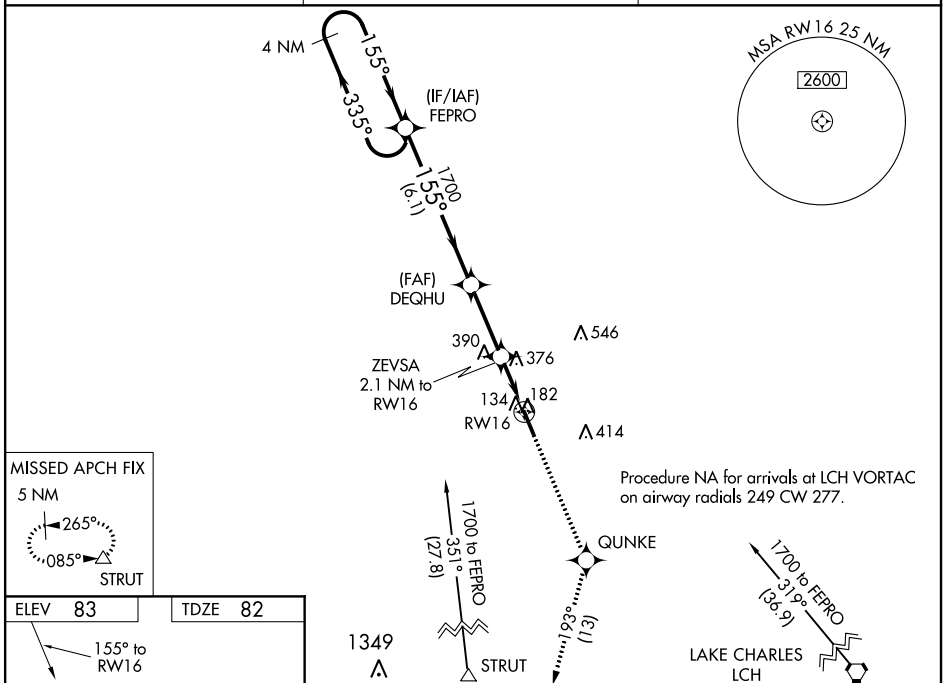 MSA RW16 25 NM
2600
4 NM
155°
335°
(IF/IAF)
FEPRO
1700
155°
(6.1)
(FAF)
DEQHU
546
390
376
ZEVSA
2.1 NM to
RW16
134
182
RW16
414
Procedure NA for arrivals at LCH VORTAC
on airway radials 249 CW 277.
MISSED APCH FIX
5 NM
265°
085°
STRUT
1700 to FEPRO
351°
(27.8)
STRUT
QUNKE
193°
(13)
1700 to FEPRO
319°
(36.9)
LAKE CHARLES
LCH
1349
ELEV 83
TDZE 82
155° to
RW16